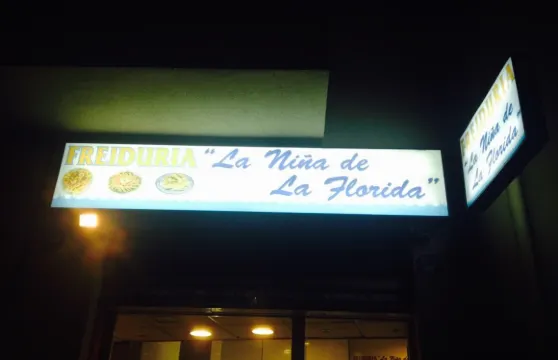 FREIDURIA "La Niña de
La Florida"
FREIDURIA
"La Niña de
La Florida"